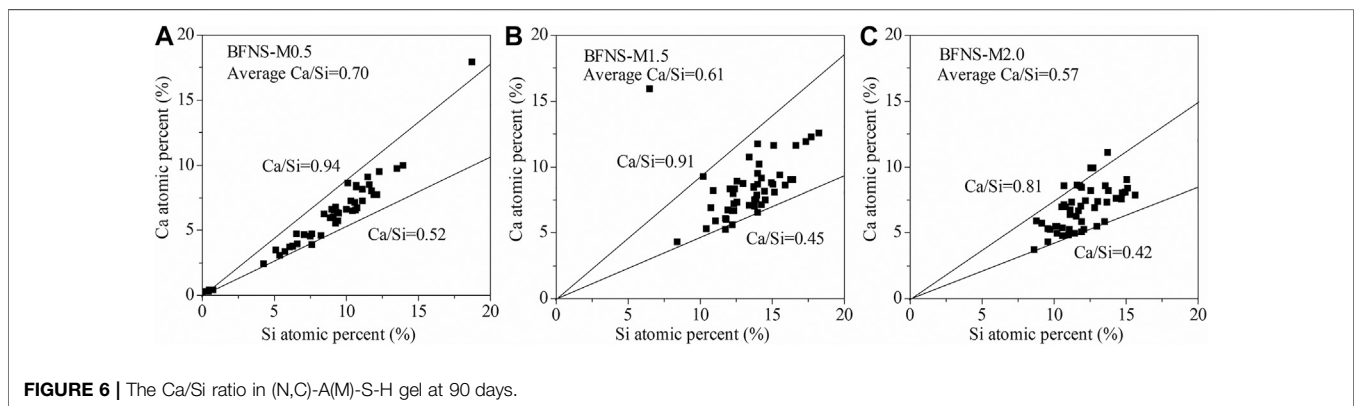 A
BFNS-M0.5
Average Ca/Si=0.70
Ca/Si=0.94
Ca/Si=0.52
Ca atomic percent (%)
20
15
10
5
0
0 5 10 15 20
Si atomic percent (%)
B
BFNS-M1.5
Average Ca/Si=0.61
Ca/Si=0.91
Ca/Si=0.45
Ca atomic percent (%)
20
15
10
5
0
0 5 10 15 20
Si atomic percent (%)
C
BFNS-M2.0
Average Ca/Si=0.57
Ca/Si=0.81
Ca/Si=0.42
Ca atomic percent (%)
20
15
10
5
0
0 5 10 15 20
Si atomic percent (%)
FIGURE 6 | The Ca/Si ratio in (N,C)-A(M)-S-H gel at 90 days.